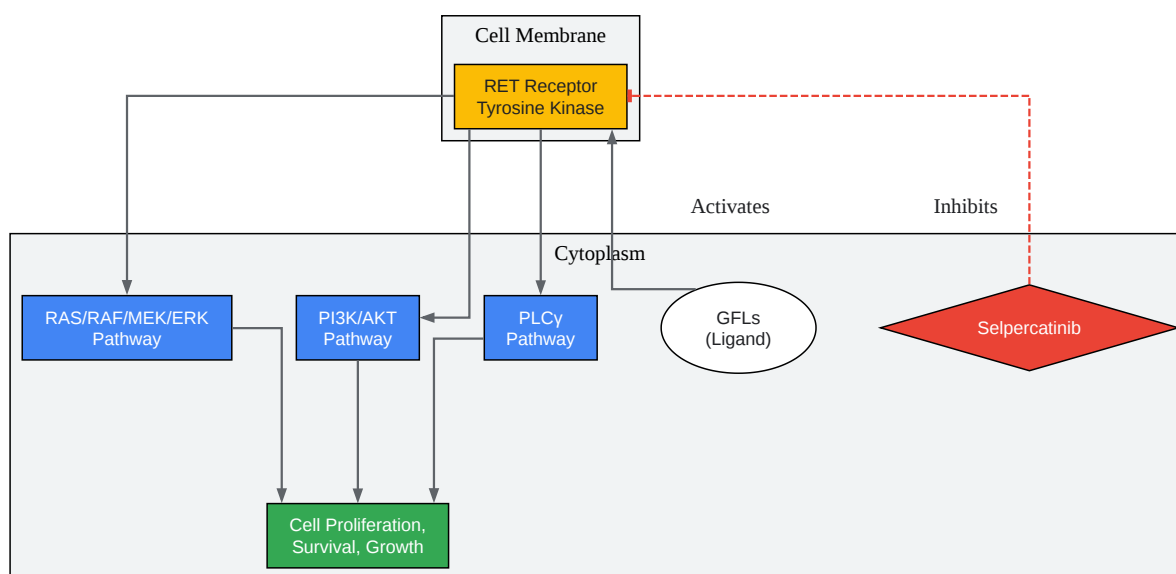 Cell Membrane
RET Receptor
Tyrosine Kinase
Activates
Inhibits
Cytoplasm
RAS/RAF/MEK/ERK
Pathway
PI3K/AKT
Pathway
PLCγ
Pathway
GFLs
(Ligand)
Selpercatinib
Cell Proliferation,
Survival, Growth